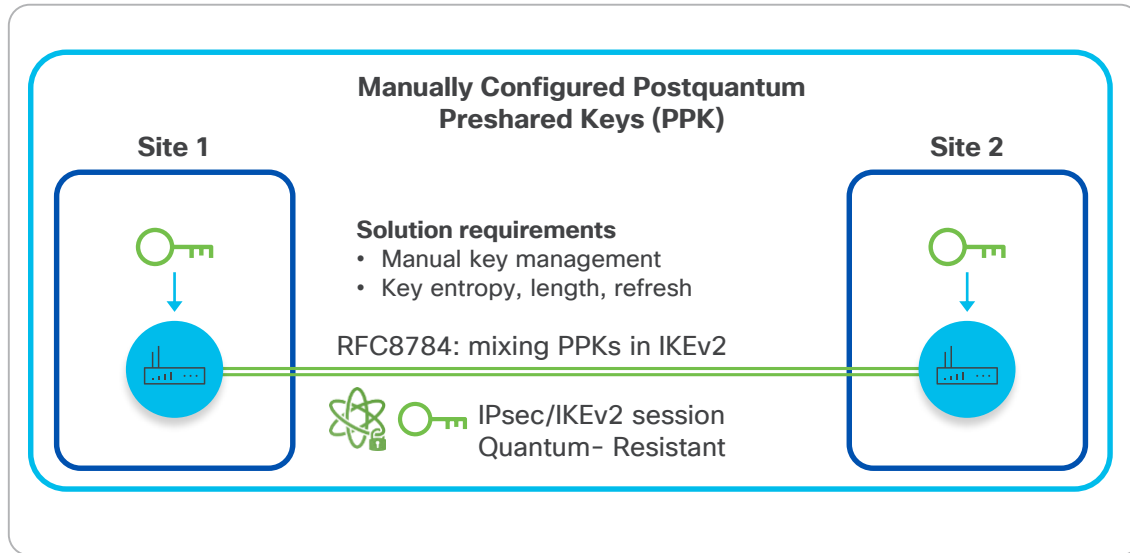 Manually Configured Postquantum
Preshared Keys (PPK)
Site 1
Site 2
Solution requirements
• Manual key management
• Key entropy, length, refresh
RFC8784: mixing PPKs in IKEv2
IPsec/IKEv2 session
Quantum- Resistant